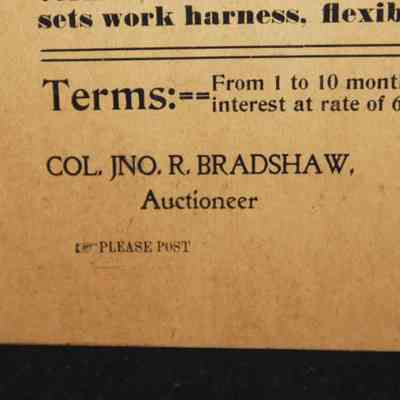 sets work harness, flexib
Terms:==From 1 to 10 mont
interest at rate of 6
COL. JNO. R. BRADSHAW,
Auctioneer
☞PLEASE POST